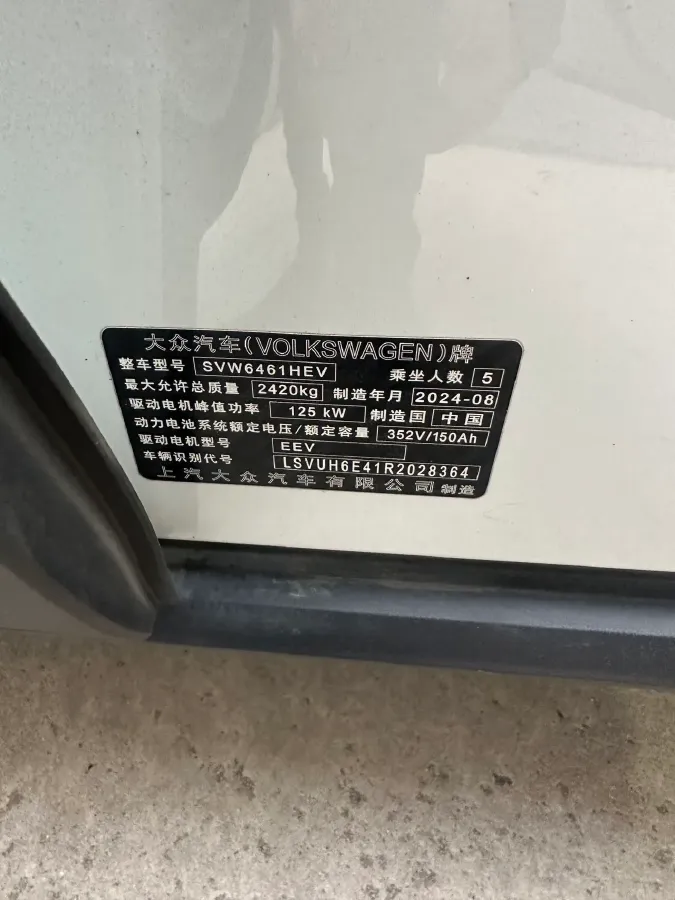 大众汽车(VOLKSWAGEN)牌
整车型号 SVW6461HEV 乘坐人数 5
最大允许总质量 2420kg 制造年月 2024-08
驱动电机峰值功率 125 kW 制造国 中国
动力电池系统额定电压/额定容量 352V/150Ah
驱动电机型号 EEV
车辆识别代号 LSVUH6E41R2028364
上汽大众汽车有限公司 制造